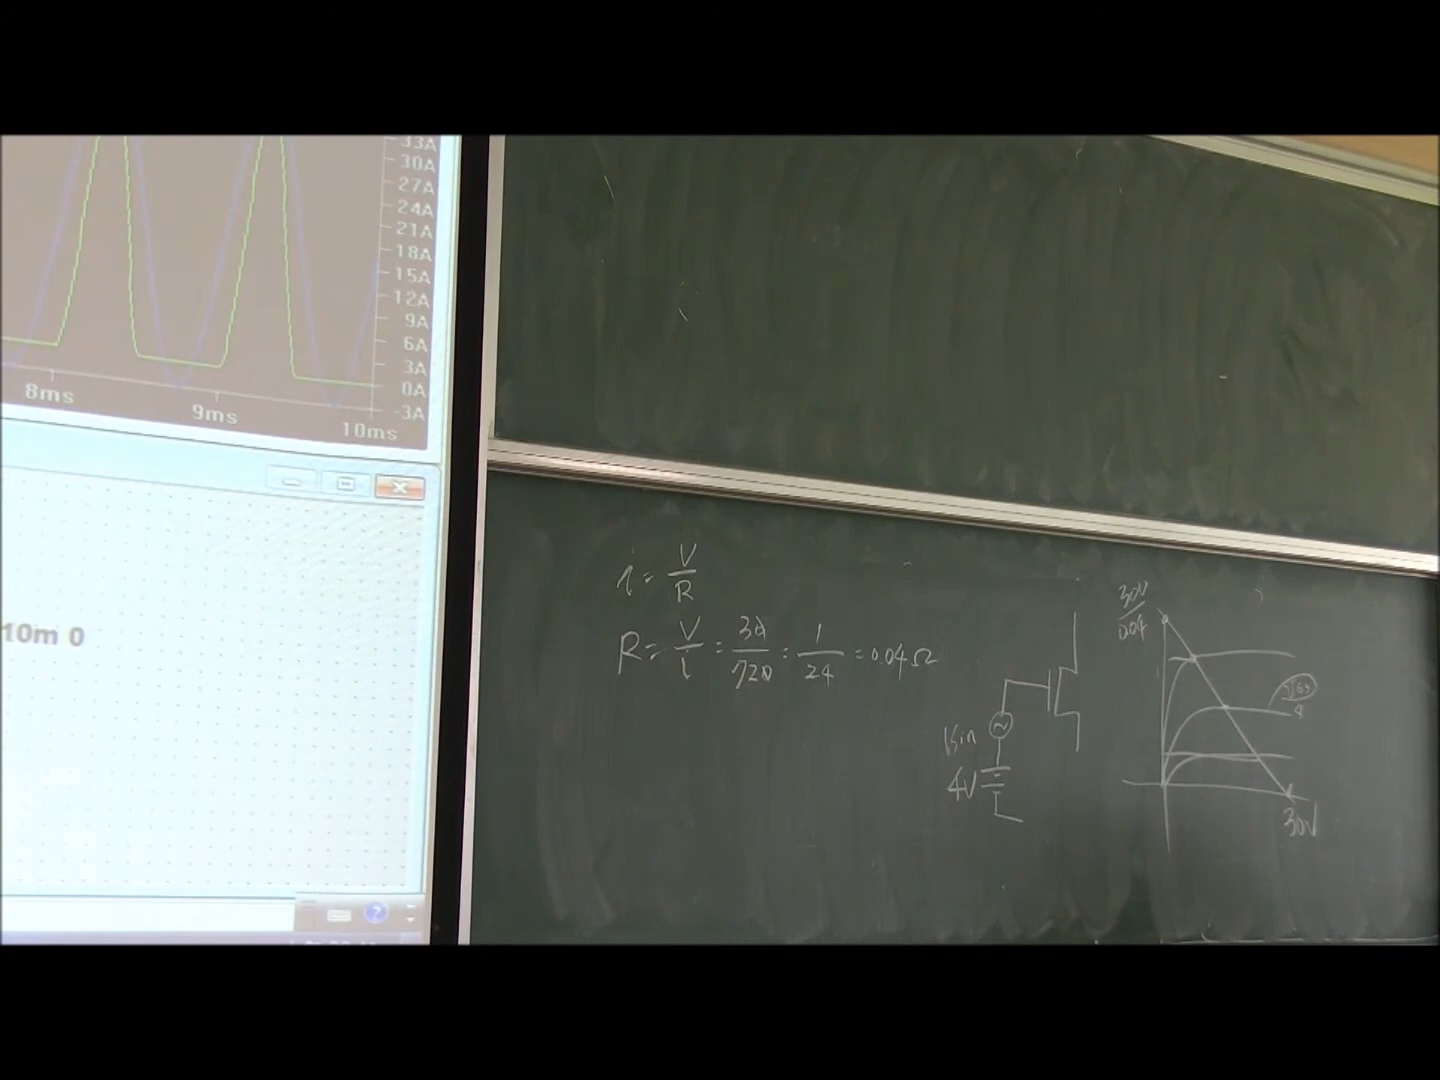 33A
30A
27A
24A
21A
18A
15A
12A
9A
6A
3A
0A
-3A
8ms
9ms
10ms
10m 0
?
i = V/R
R = V/i = 30/720 = 1/24 = 0.04Ω
4V
30V/0.04
30V